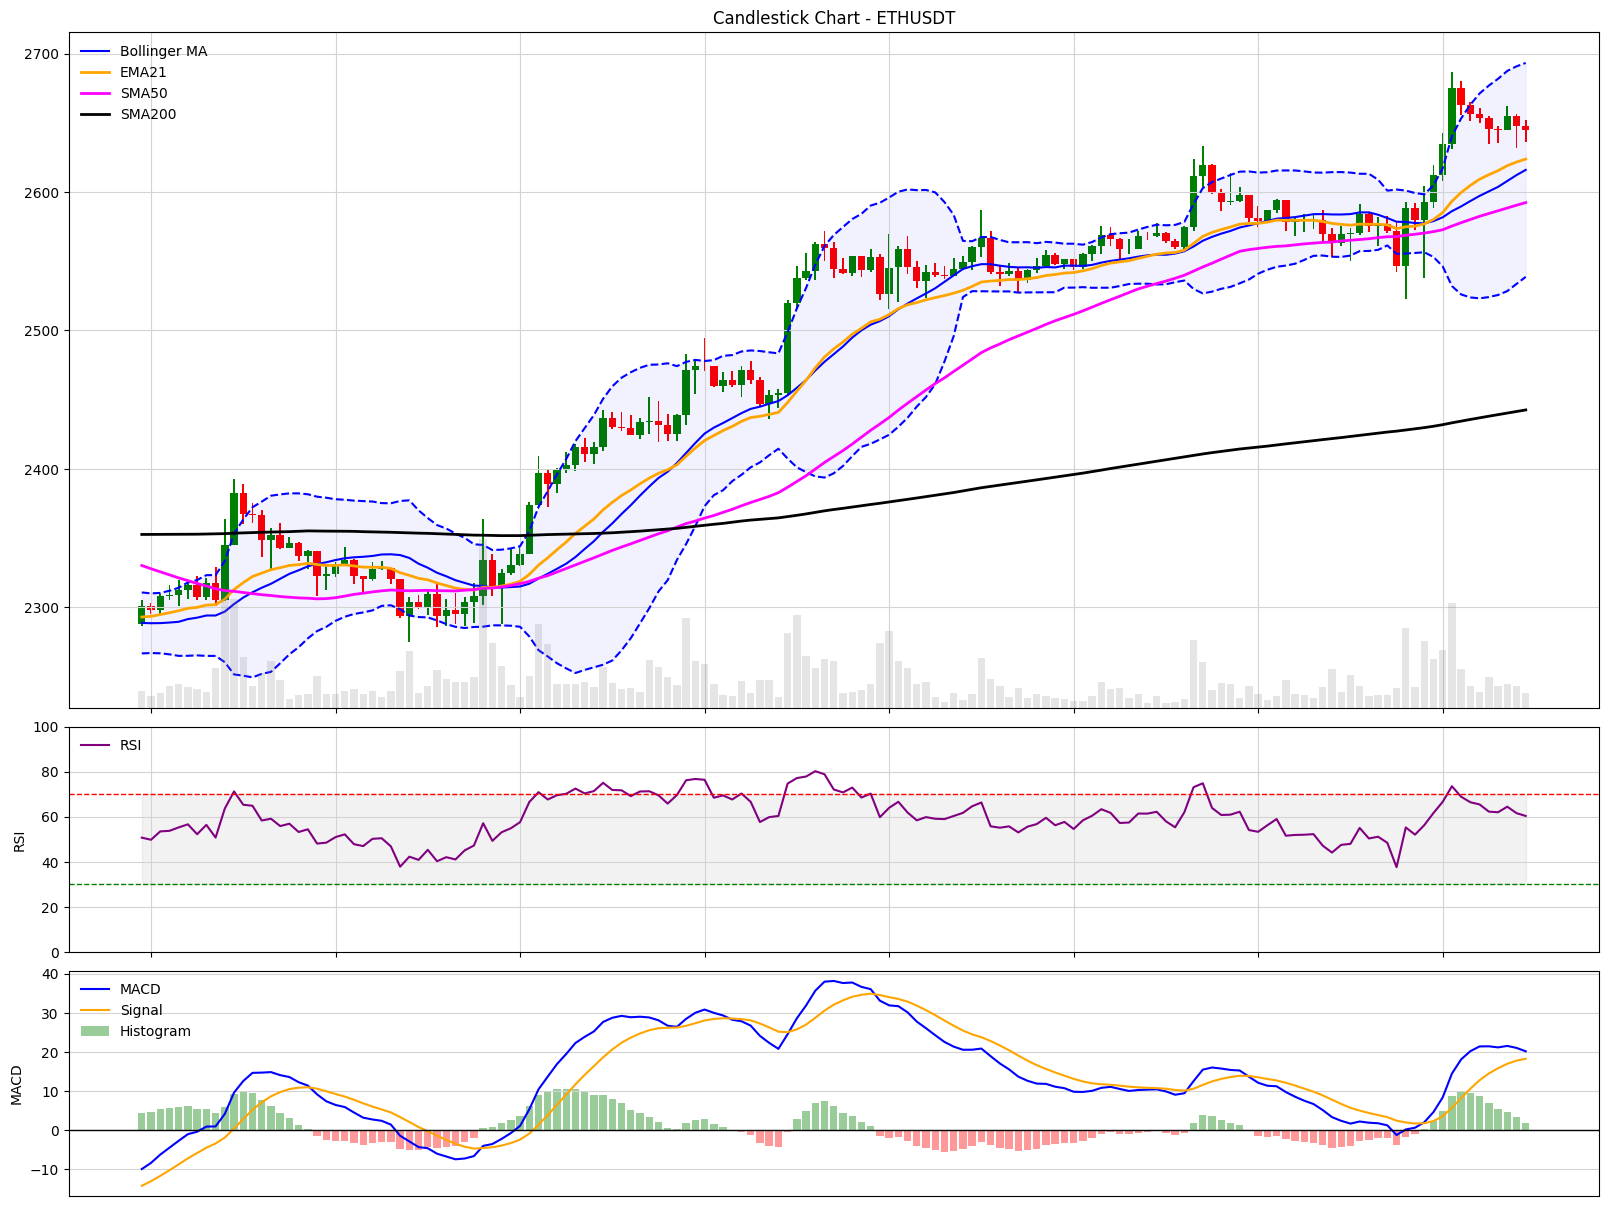 Candlestick Chart - ETHUSDT
Bollinger MA
EMA21
SMA50
SMA200
2700
2600
2500
2400
2300
RSI
100
80
60
40
20
0
RSI
MACD
Signal
Histogram
40
30
20
10
0
−10
MACD